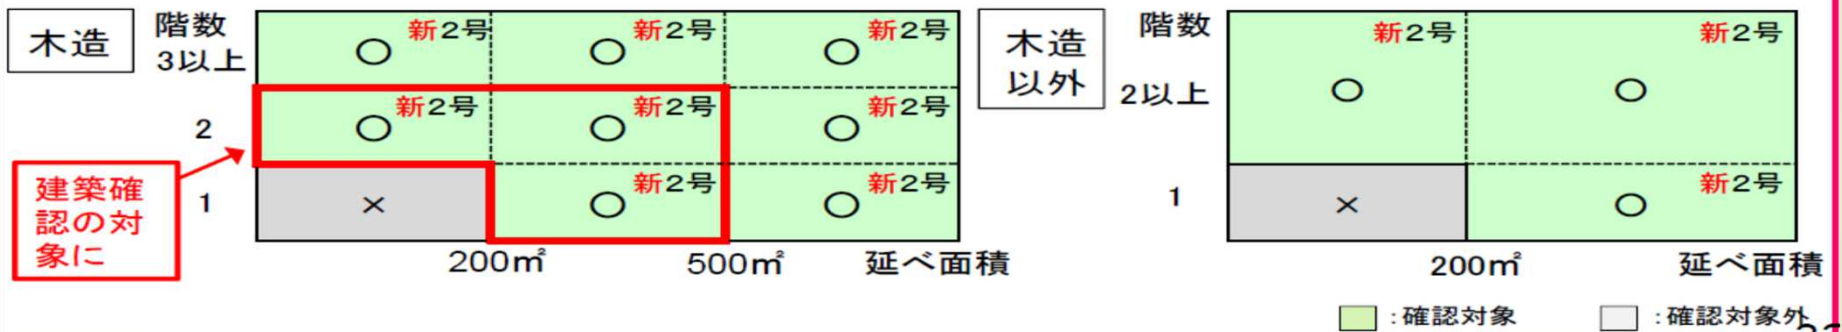 木造
階数
3以上
新2号
○
新2号
○
新2号
○
2
新2号
○
新2号
○
新2号
○
1
×
新2号
○
新2号
○
200㎡
500㎡
延べ面積
建築確
認の対
象に
木造
以外
階数
2以上
新2号
○
新2号
○
1
×
新2号
○
200㎡
延べ面積
:確認対象
:確認対象外